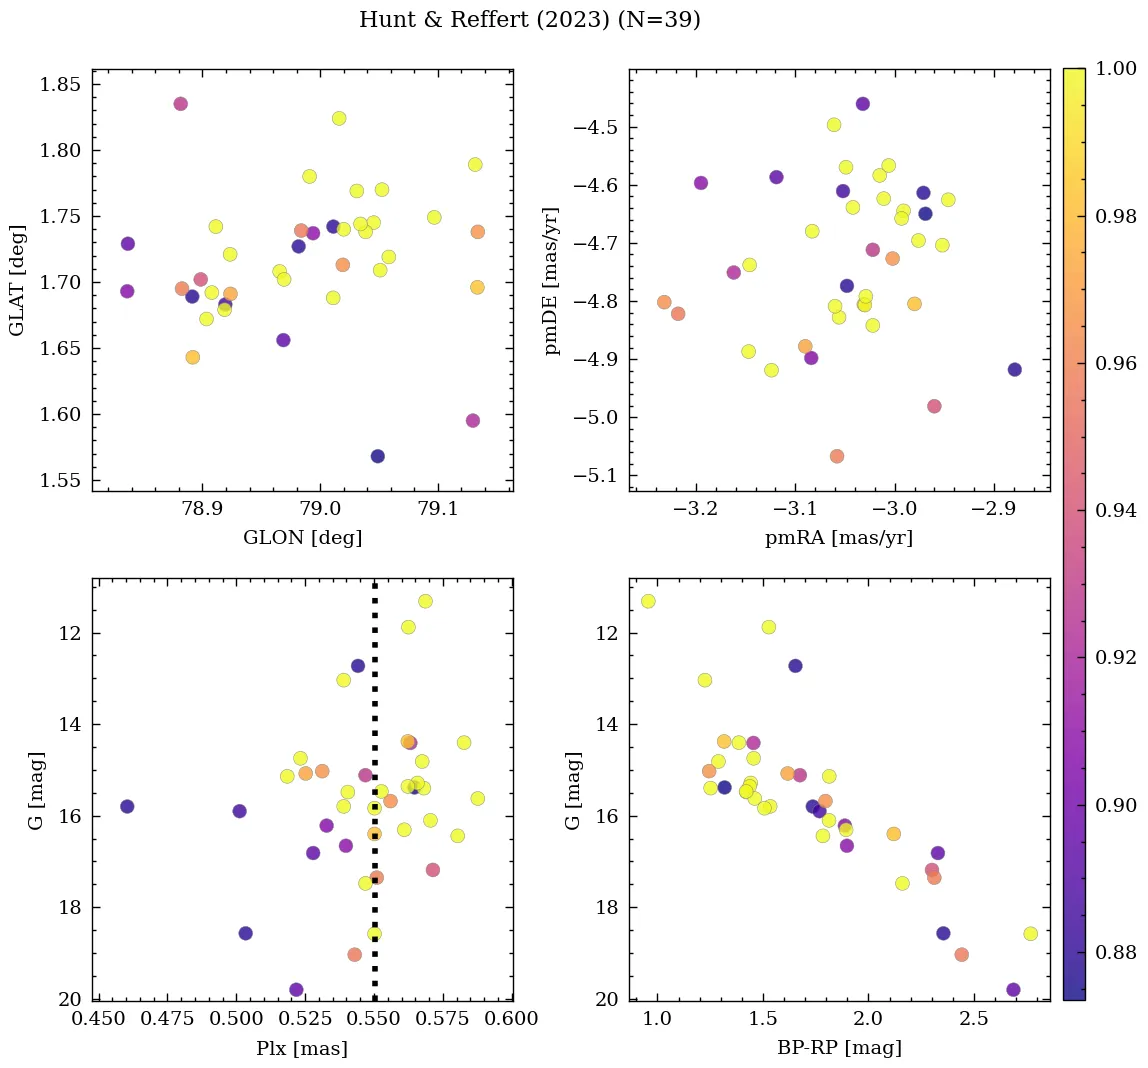 Hunt & Reffert (2023) (N=39)
1.85
1.80
1.75
1.70
1.65
1.60
1.55
GLAT [deg]
78.9 79.0 79.1
GLON [deg]
−4.5
−4.6
−4.7
−4.8
−4.9
−5.0
−5.1
pmDE [mas/yr]
−3.2 −3.1 −3.0 −2.9
pmRA [mas/yr]
12
14
16
18
20
G [mag]
0.450 0.475 0.500 0.525 0.550 0.575 0.600
Plx [mas]
12
14
16
18
20
G [mag]
1.0 1.5 2.0 2.5
BP-RP [mag]
1.00
0.98
0.96
0.94
0.92
0.90
0.88